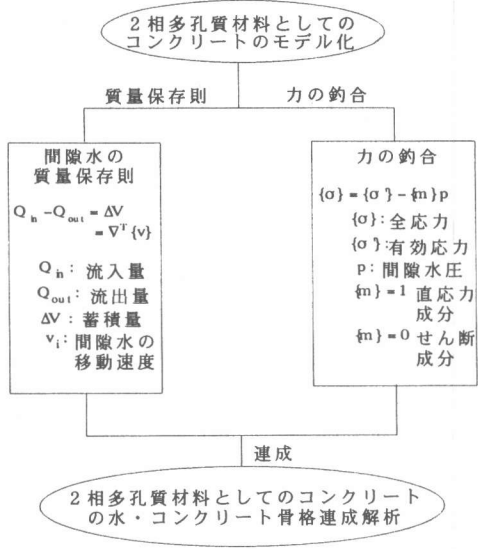 2相多孔質材料としての
コンクリートのモデル化
質量保存則
力の釣合
間隙水の
質量保存則
Q in -Q out = ΔV
= ∇T {v}
Q in: 流入量
Q out: 流出量
ΔV: 蓄積量
vi: 間隙水の
移動速度
力の釣合
{σ} = {σ'} - {m} p
{σ}: 全応力
{σ'}: 有効応力
p: 間隙水圧
{m} = 1 直応力
成分
{m} = 0 せん断
成分
連成
2相多孔質材料としてのコンクリート
の水・コンクリート骨格連成解析